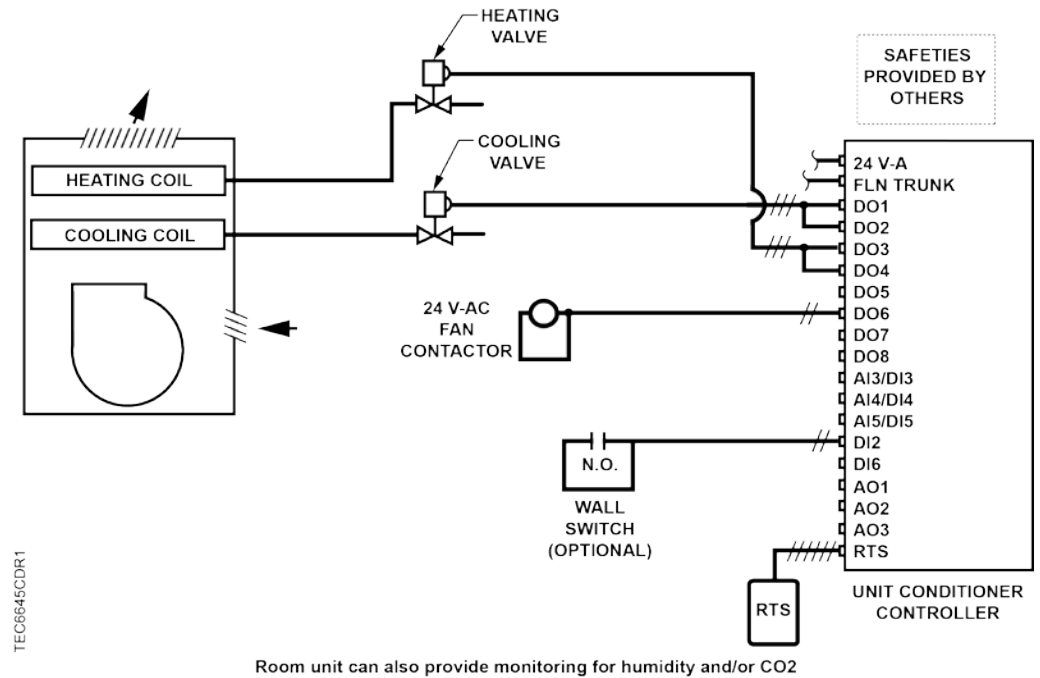 HEATING
VALVE
SAFETIES
PROVIDED BY
OTHERS
COOLING
VALVE
HEATING COIL
COOLING COIL
24 V-A
FLN TRUNK
DO1
DO2
DO3
DO4
DO5
DO6
DO7
DO8
AI3/DI3
AI4/DI4
AI5/DI5
DI2
DI6
AO1
AO2
AO3
RTS
24 V-AC
FAN
CONTACTOR
N.O.
WALL
SWITCH
(OPTIONAL)
RTS
UNIT CONDITIONER
CONTROLLER
TEC6645CDR1
Room unit can also provide monitoring for humidity and/or CO2